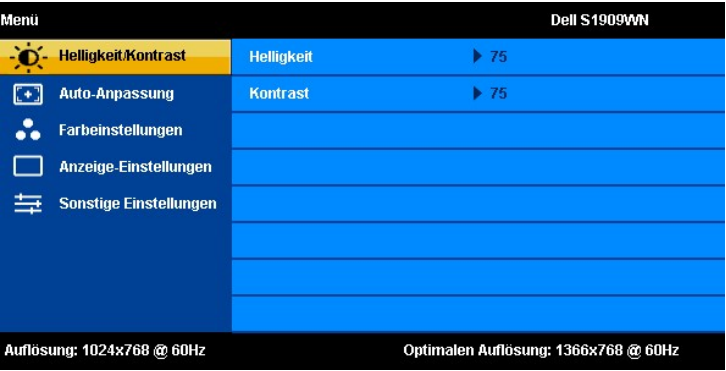 Menü Dell S1909WN
Helligkeit/Kontrast Helligkeit 75
Auto-Anpassung Kontrast 75
Farbeinstellungen
Anzeige-Einstellungen
Sonstige Einstellungen
Auflösung: 1024x768 @ 60Hz Optimalen Auflösung: 1366x768 @ 60Hz